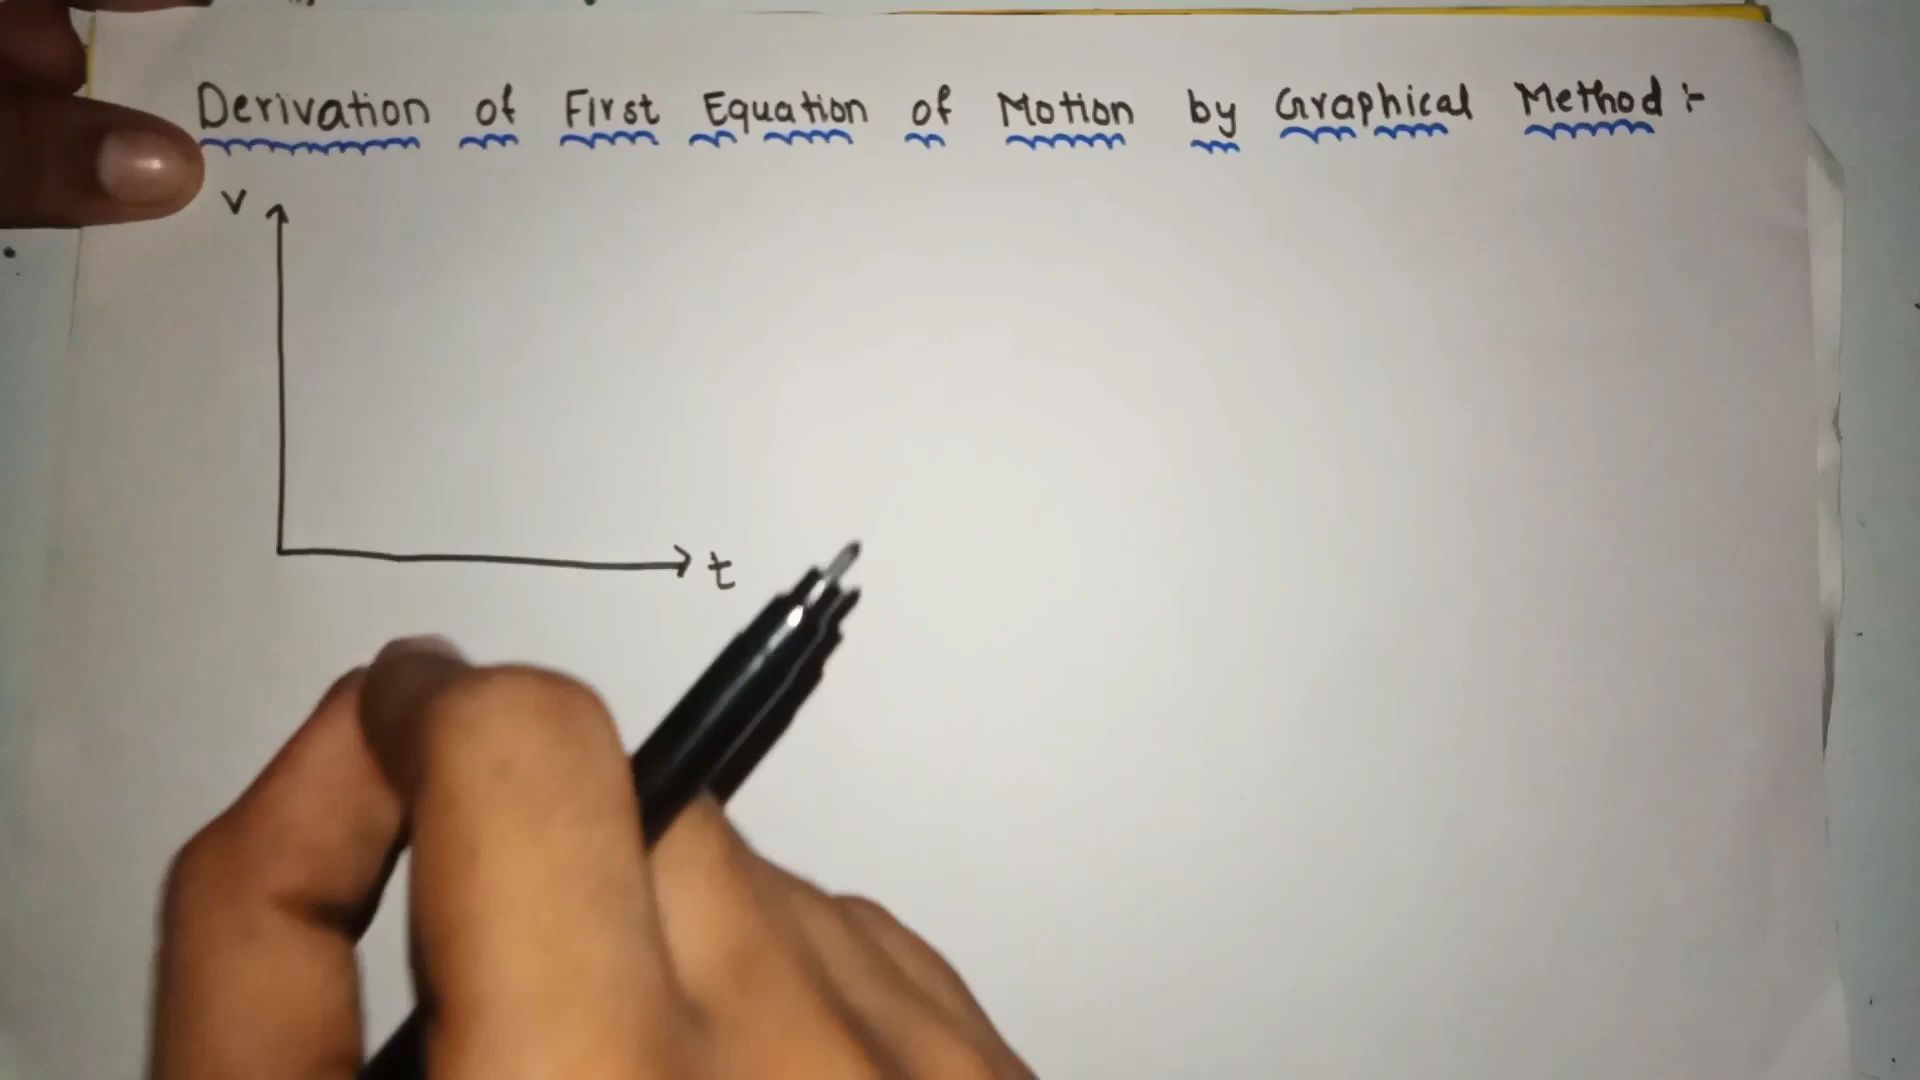 Derivation of First Equation of Motion by Graphical Method :-
v
t